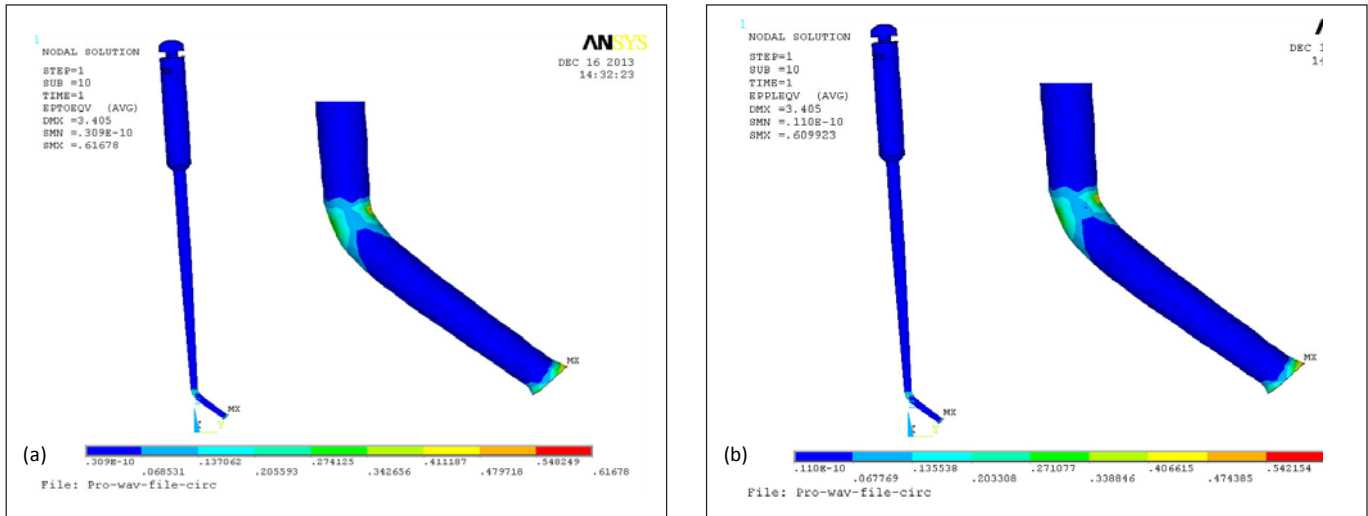 1
NODAL SOLUTION
STEP=1
SUB =10
TIME=1
EPTOEQV (AVG)
DMX =3.405
SMN =.309E-10
SMX =.61678
ANSYS
DEC 16 2013
14:32:23
MX
MX
Z
Y
(a)
.309E-10 .137062 .274125 .411187 .548249
.068531 .205593 .342656 .479718 .61678
File: Pro-wav-file-circ
1
NODAL SOLUTION
STEP=1
SUB =10
TIME=1
EPPLEQV (AVG)
DMX =3.405
SMN =.110E-10
SMX =.609923
DEC 1
14
MX
MX
Y
(b)
.110E-10 .135538 .271077 .406615 .542154
.067769 .203308 .338846 .474385
File: Pro-wav-file-circ